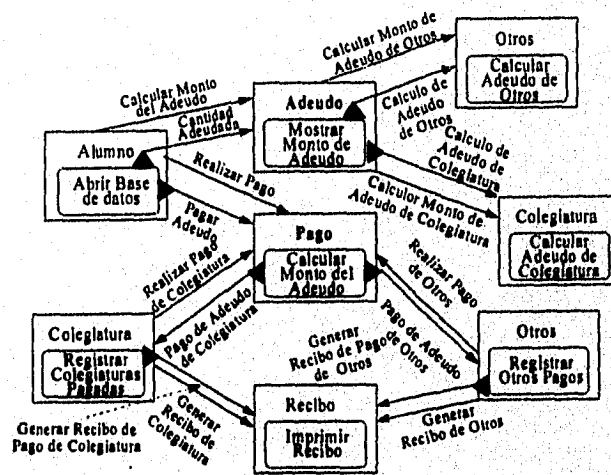 Calcular Monto de
Adeudo de Otros
Otros
Calcular
Adeudo de
Otros
Calcular Monto
del Adeudo
Cantidad
Adeudada
Adeudo
Mostrar
Monto de
Adeudo
Calculo de
Adeudo
de Otros
Alumno
Abrir Base
de datos
Realizar Pago
Calculo de
Adeudo de
Colegiatura
Calculor Monto de
Adeudo de Colegiatura
Colegiatura
Calcular
Adeudo de
Colegiatura
Pagar
Adeudo
Pago
Calcular
Monto del
Adeudo
Realizar Pago
de Colegiatura
Realizar Pago
de Otros
Pago de Adeudo
de Colegiatura
Pago de Adeudo
de Otros
Colegiatura
Registrar
Colegiaturas
Pagadas
Generar
Recibo de Pago
de Otros
Otros
Registrar
Otros Pagos
Generar Recibo de
Pago de Colegiatura
Generar
Recibo de
Colegiatura
Recibo
Imprimir
Recibo
Generar
Recibo de Otros